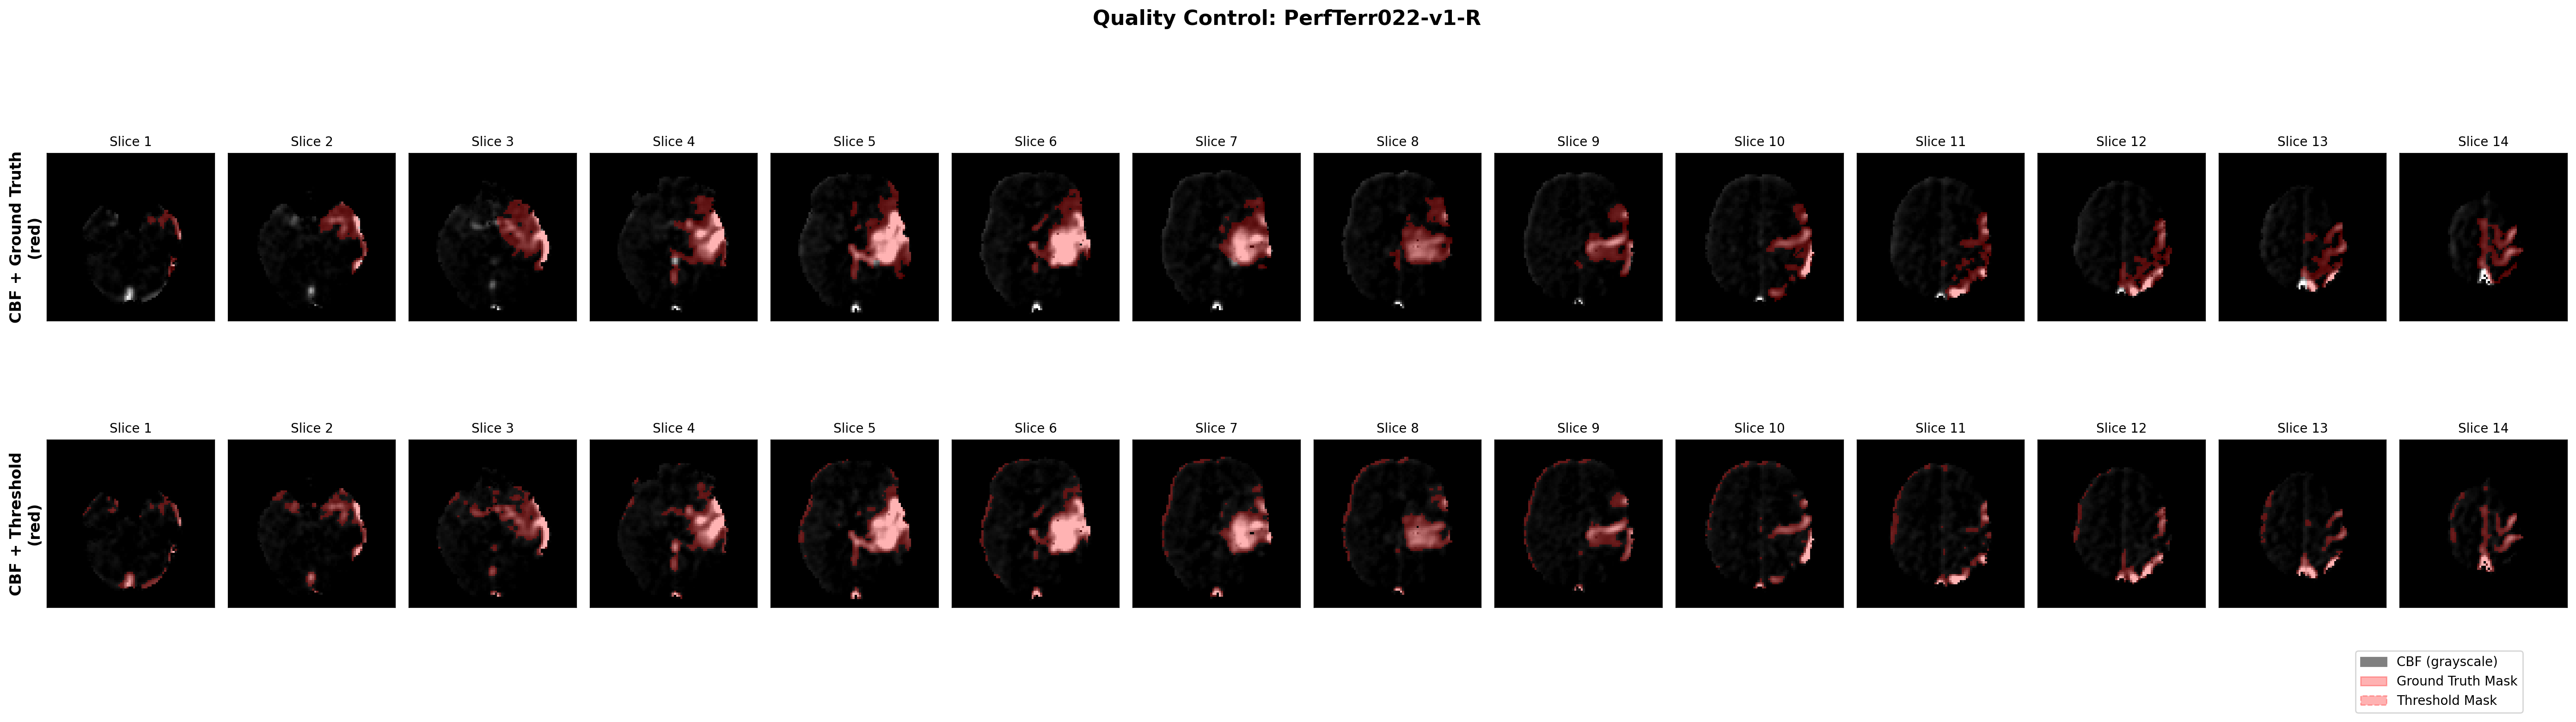 Quality Control: PerfTerr022-v1-R
CBF + Ground Truth
(red)
Slice 1 Slice 2 Slice 3 Slice 4 Slice 5 Slice 6 Slice 7 Slice 8 Slice 9 Slice 10 Slice 11 Slice 12 Slice 13 Slice 14
CBF + Threshold
(red)
Slice 1 Slice 2 Slice 3 Slice 4 Slice 5 Slice 6 Slice 7 Slice 8 Slice 9 Slice 10 Slice 11 Slice 12 Slice 13 Slice 14
CBF (grayscale)
Ground Truth Mask
Threshold Mask